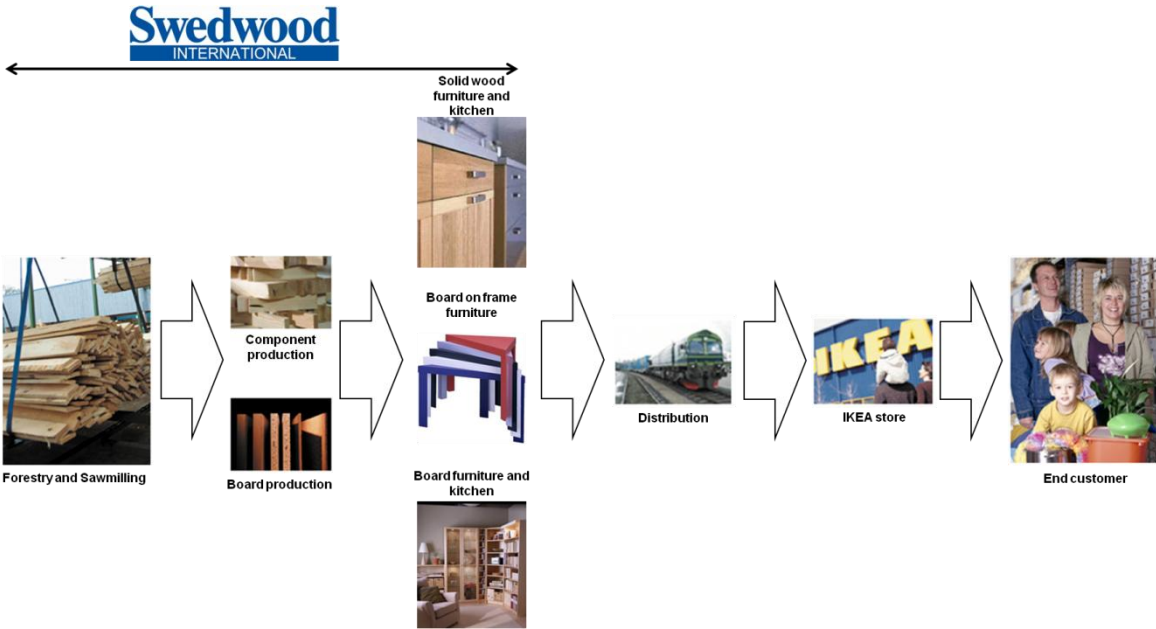 Swedwood
INTERNATIONAL
Solid wood
furniture and
kitchen
Board on frame
furniture
Component
production
IKEA
Distribution
IKEA store
Forestry and Sawmilling
Board production
Board furniture and
kitchen
End customer